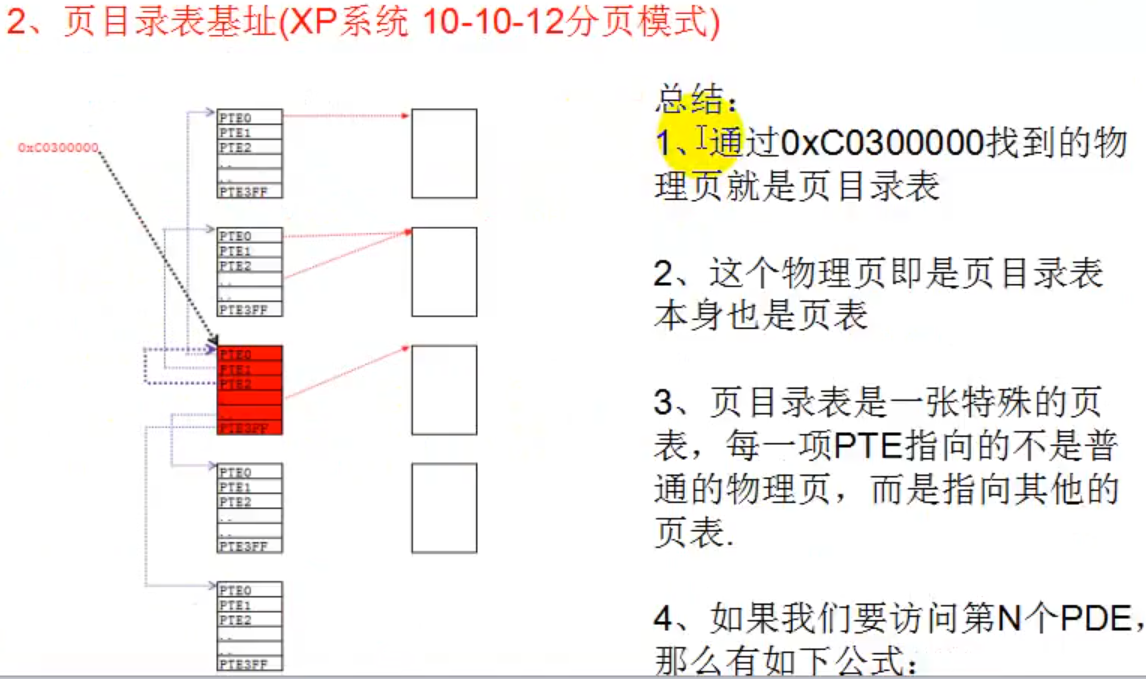 2、页目录表基址(XP系统 10-10-12分页模式)
0xC0300000
PTE0
PTE1
PTE2
..
..
PTE3FF
PTE0
PTE1
PTE2
..
..
PTE3FF
PTE0
PTE1
PTE2
..
PTE3FF
PTE0
PTE1
PTE2
..
..
PTE3FF
PTE0
PTE1
PTE2
..
..
PTE3FF
总结：
1、通过0xC0300000找到的物
理页就是页目录表
2、这个物理页即是页目录表
本身也是页表
3、页目录表是一张特殊的页
表，每一项PTE指向的不是普
通的物理页，而是指向其他的
页表.
4、如果我们要访问第N个PDE，
那么有如下公式：